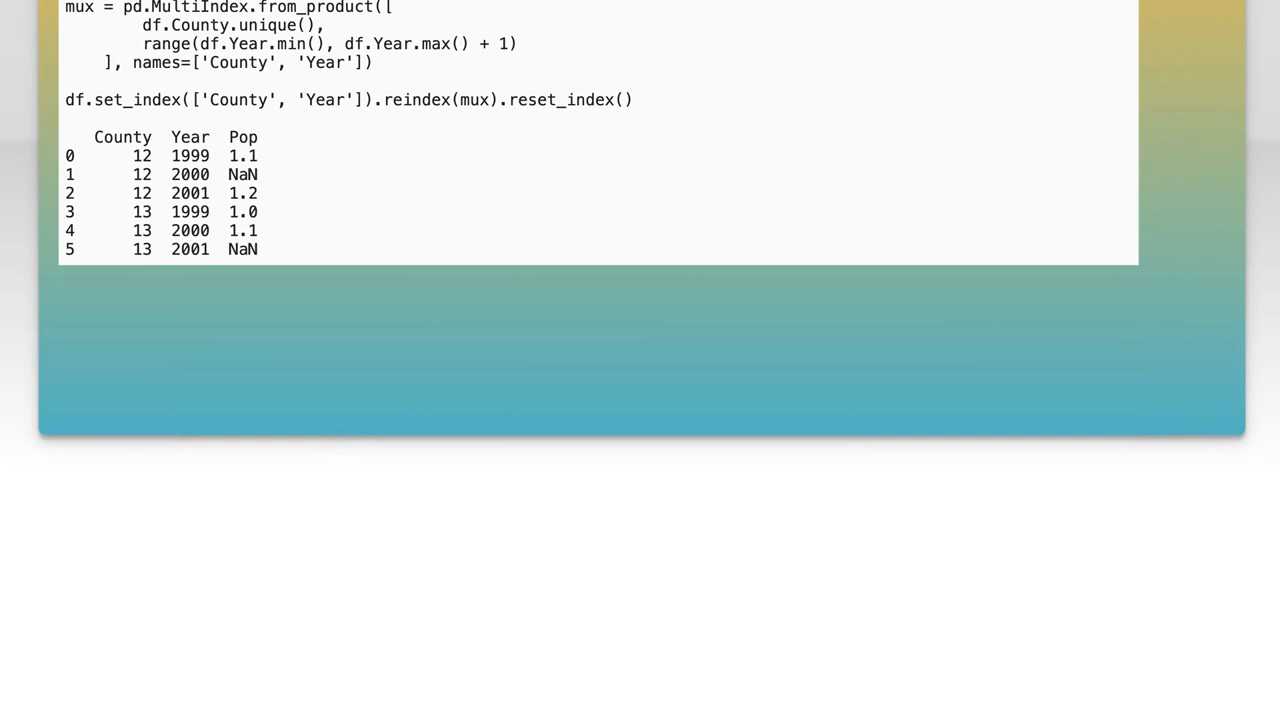 mux = pd.MultiIndex.from_product([
        df.County.unique(),
        range(df.Year.min(), df.Year.max() + 1)
    ], names=['County', 'Year'])
df.set_index(['County', 'Year']).reindex(mux).reset_index()
   County  Year  Pop
0      12  1999  1.1
1      12  2000  NaN
2      12  2001  1.2
3      13  1999  1.0
4      13  2000  1.1
5      13  2001  NaN